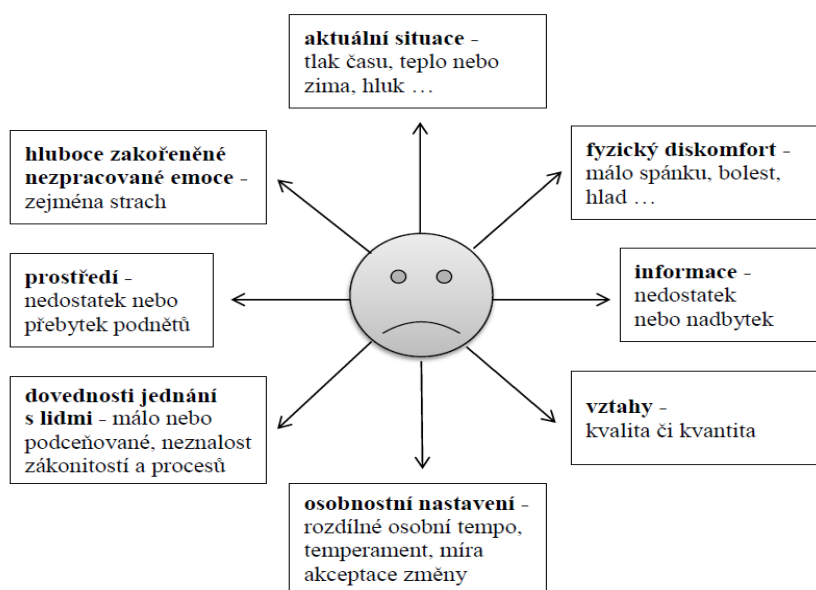 aktuální situace -
tlak času, teplo nebo
zima, hluk …
hluboce zakořeněné
nezpracované emoce -
zejména strach
fyzický diskomfort -
málo spánku, bolest,
hlad …
prostředí -
nedostatek nebo
přebytek podnětů
informace -
nedostatek
nebo nadbytek
dovednosti jednání
s lidmi - málo nebo
podceňované, neznalost
zákonitostí a procesů
vztahy -
kvalita či kvantita
osobnostní nastavení -
rozdílné osobní tempo,
temperament, míra
akceptace změny